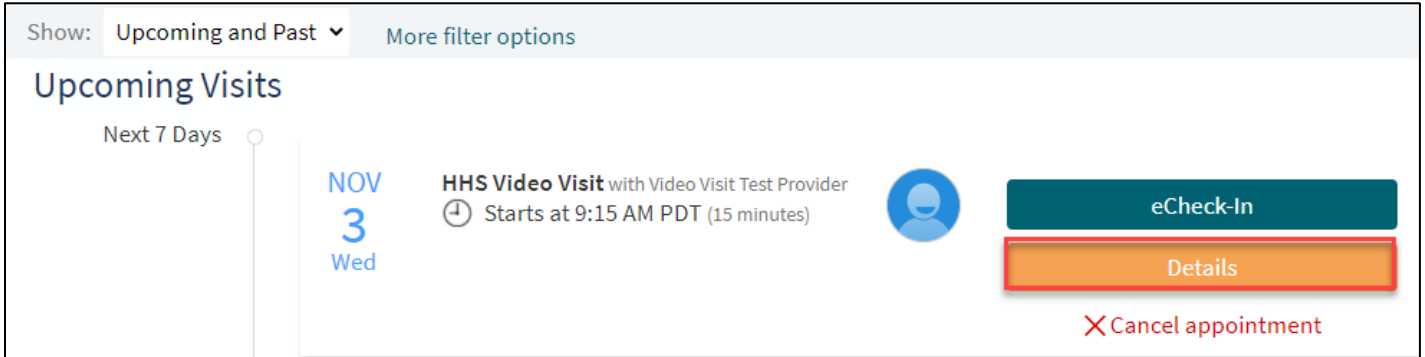 Show: Upcoming and Past More filter options
Upcoming Visits
Next 7 Days
NOV
3
Wed
HHS Video Visit with Video Visit Test Provider
Starts at 9:15 AM PDT (15 minutes)
eCheck-In
Details
Cancel appointment